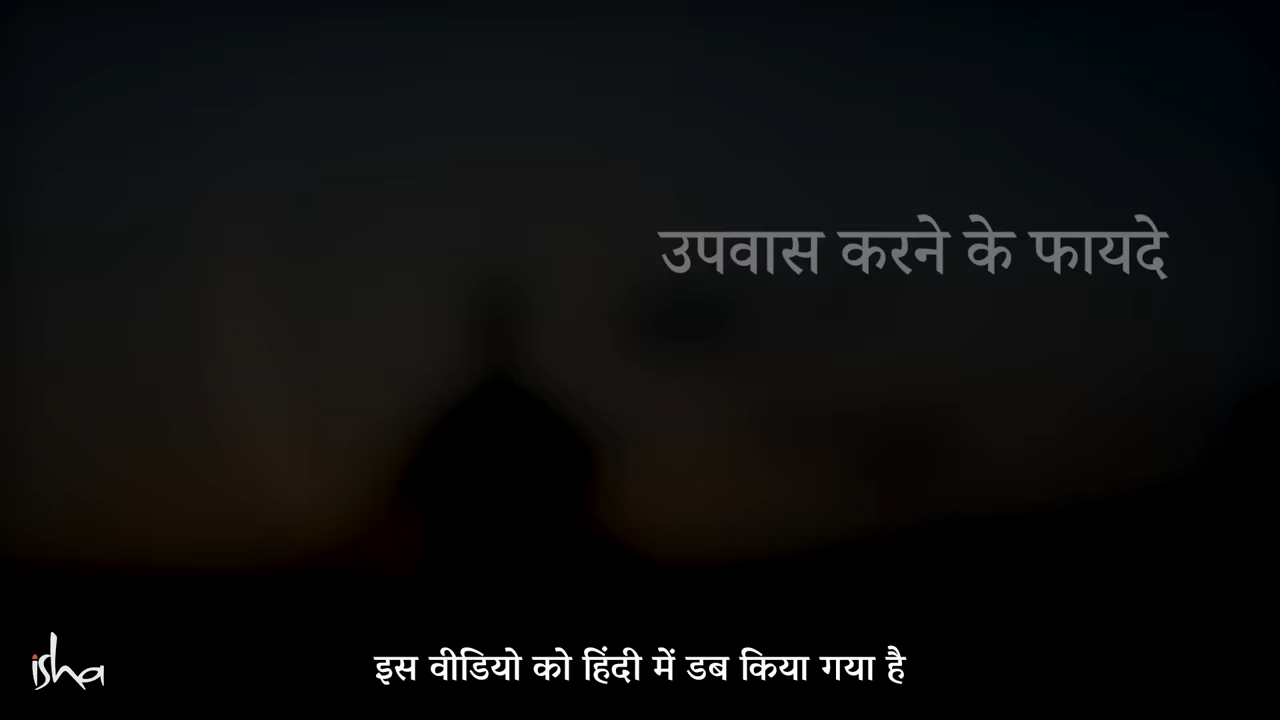 उपवास करने के फायदे
isha
इस वीडियो को हिंदी में डब किया गया है